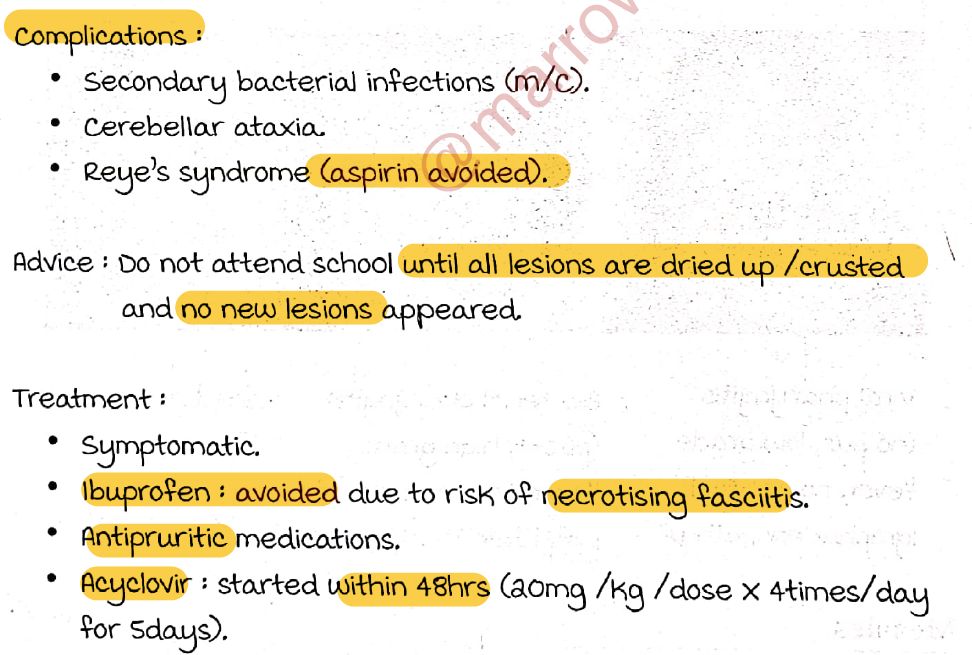 Complications :
• Secondary bacterial infections (m/c).
• Cerebellar ataxia.
• Reye's syndrome (aspirin avoided).
Advice : Do not attend school until all lesions are dried up /crusted
and no new lesions appeared.
Treatment :
• Symptomatic.
• Ibuprofen : avoided due to risk of necrotising fasciitis.
• Antipruritic medications.
• Acyclovir : started within 48hrs (20mg /kg /dose x 4times/day
for 5days).
@marro